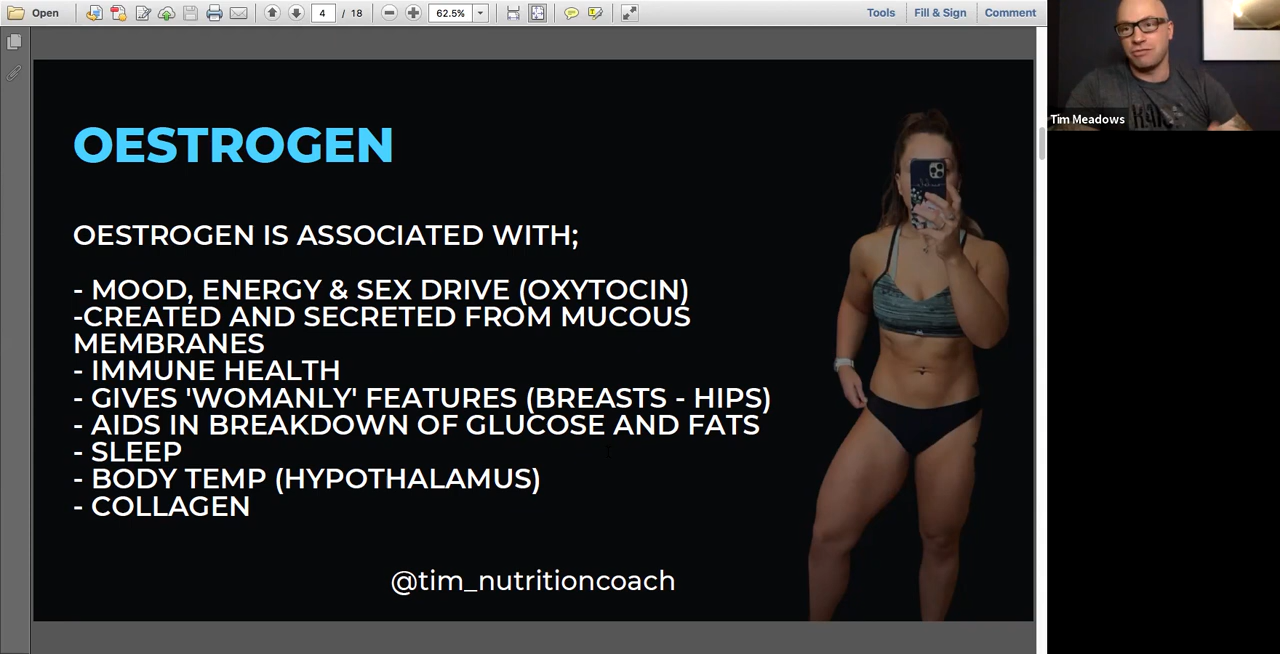 Open
4 / 18
62.5%
Tools
Fill & Sign
Comment
OESTROGEN
OESTROGEN IS ASSOCIATED WITH;
- MOOD, ENERGY & SEX DRIVE (OXYTOCIN)
-CREATED AND SECRETED FROM MUCOUS
MEMBRANES
- IMMUNE HEALTH
- GIVES 'WOMANLY' FEATURES (BREASTS - HIPS)
- AIDS IN BREAKDOWN OF GLUCOSE AND FATS
- SLEEP
- BODY TEMP (HYPOTHALAMUS)
- COLLAGEN
@tim_nutritioncoach
Tim Meadows